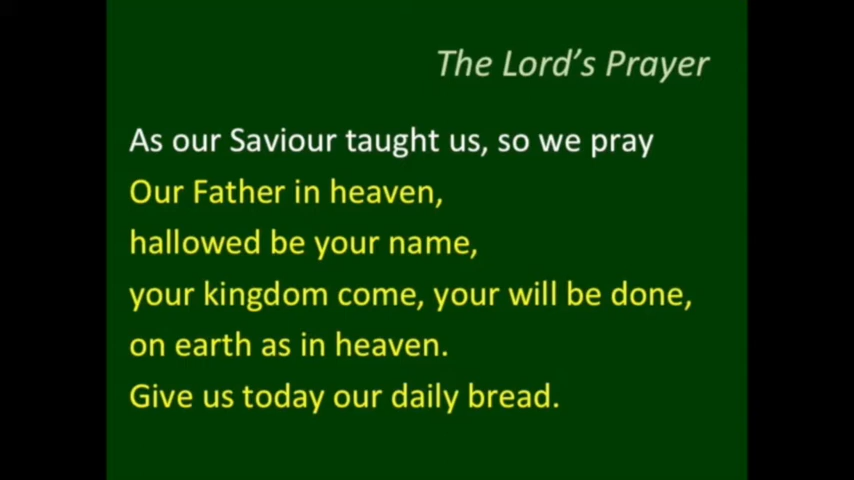 The Lord's Prayer
As our Saviour taught us, so we pray
Our Father in heaven,
hallowed be your name,
your kingdom come, your will be done,
on earth as in heaven.
Give us today our daily bread.